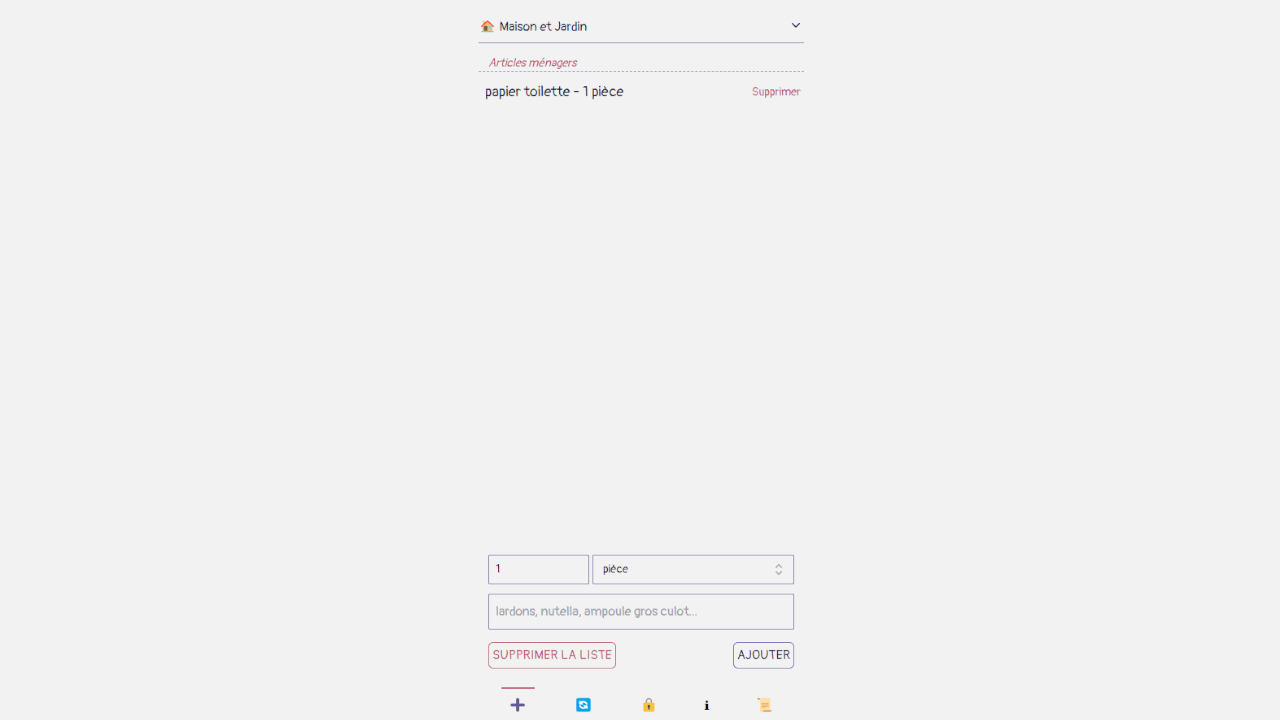 🏠 Maison et Jardin
Articles ménagers
papier toilette - 1 pièce Supprimer
1 pièce
lardons, nutella, ampoule gros culot...
SUPPRIMER LA LISTE AJOUTER